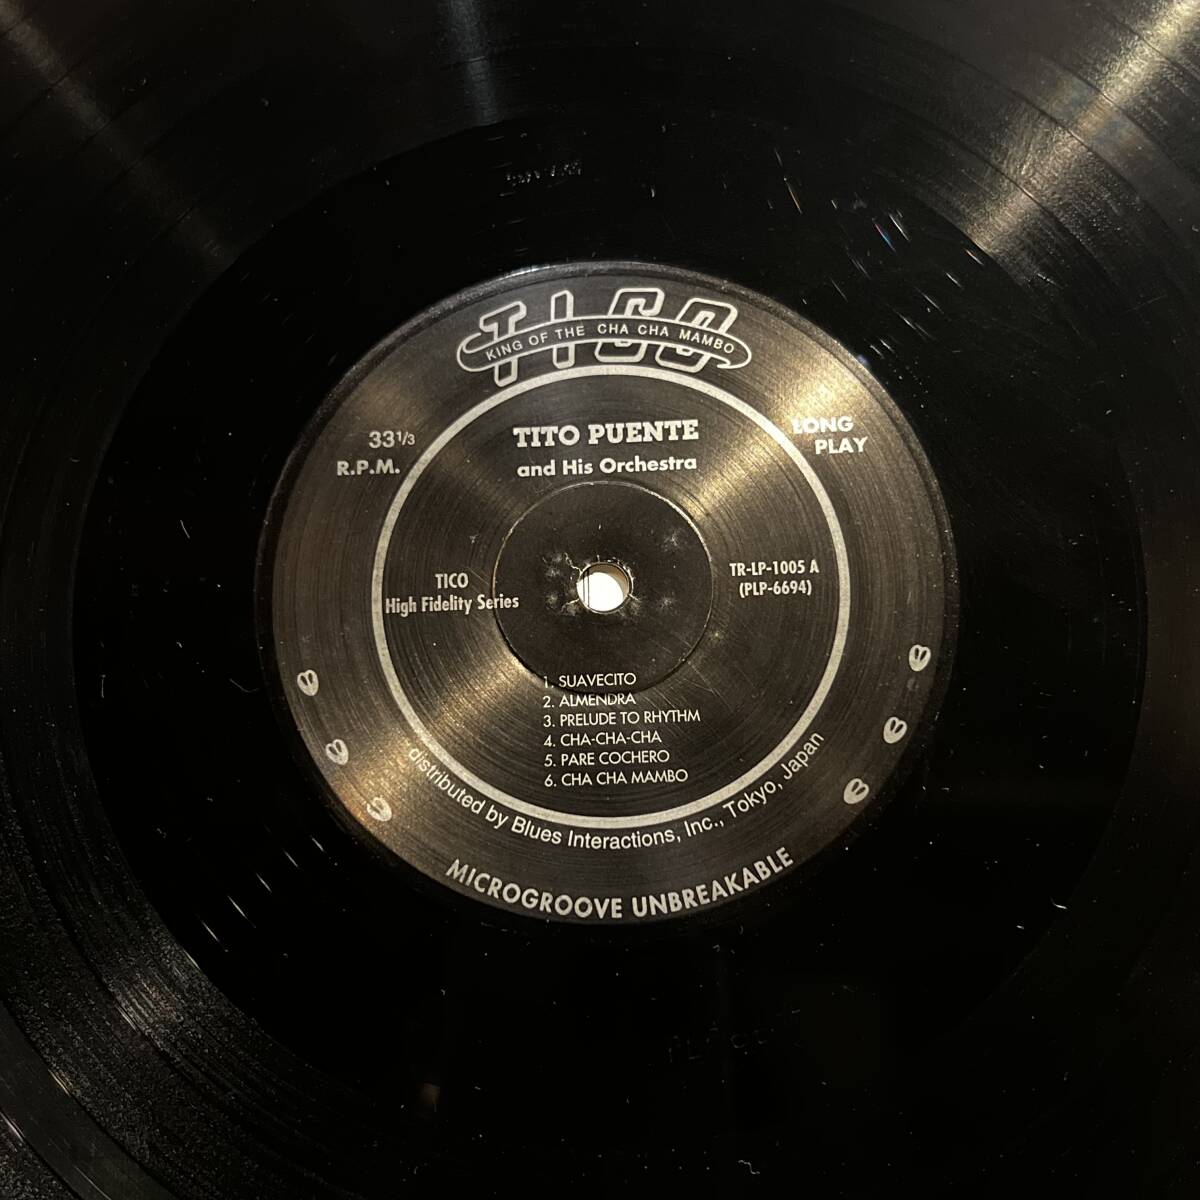 TICO
KING OF THE CHA CHA MAMBO
TITO PUENTE
and His Orchestra
33 1/3
R.P.M.
LONG
PLAY
TICO
High Fidelity Series
TR-LP-1005 A
(PLP-6694)
1. SUAVECITO
2. ALMENDRA
3. PRELUDE TO RHYTHM
4. CHA-CHA-CHA
5. PARE COCHERO
6. CHA CHA MAMBO
distributed by Blues Interactions, Inc., Tokyo, Japan
MICROGROOVE UNBREAKABLE